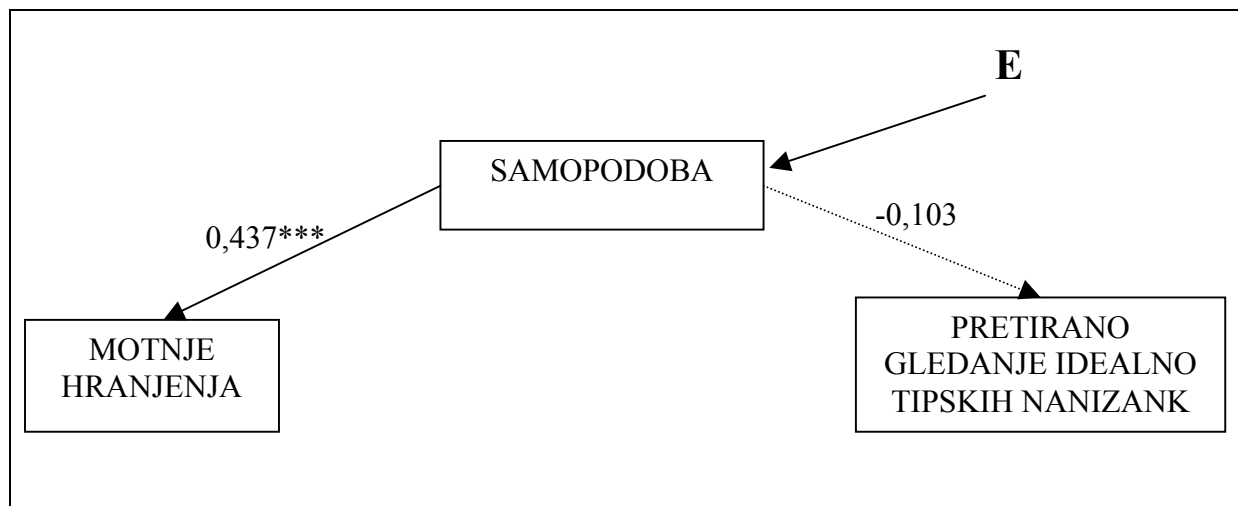 E
SAMOPODOBA
0,437***
-0,103
MOTNJE
HRANJENJA
PRETIRANO
GLEDANJE IDEALNO
TIPSKIH NANIZANK